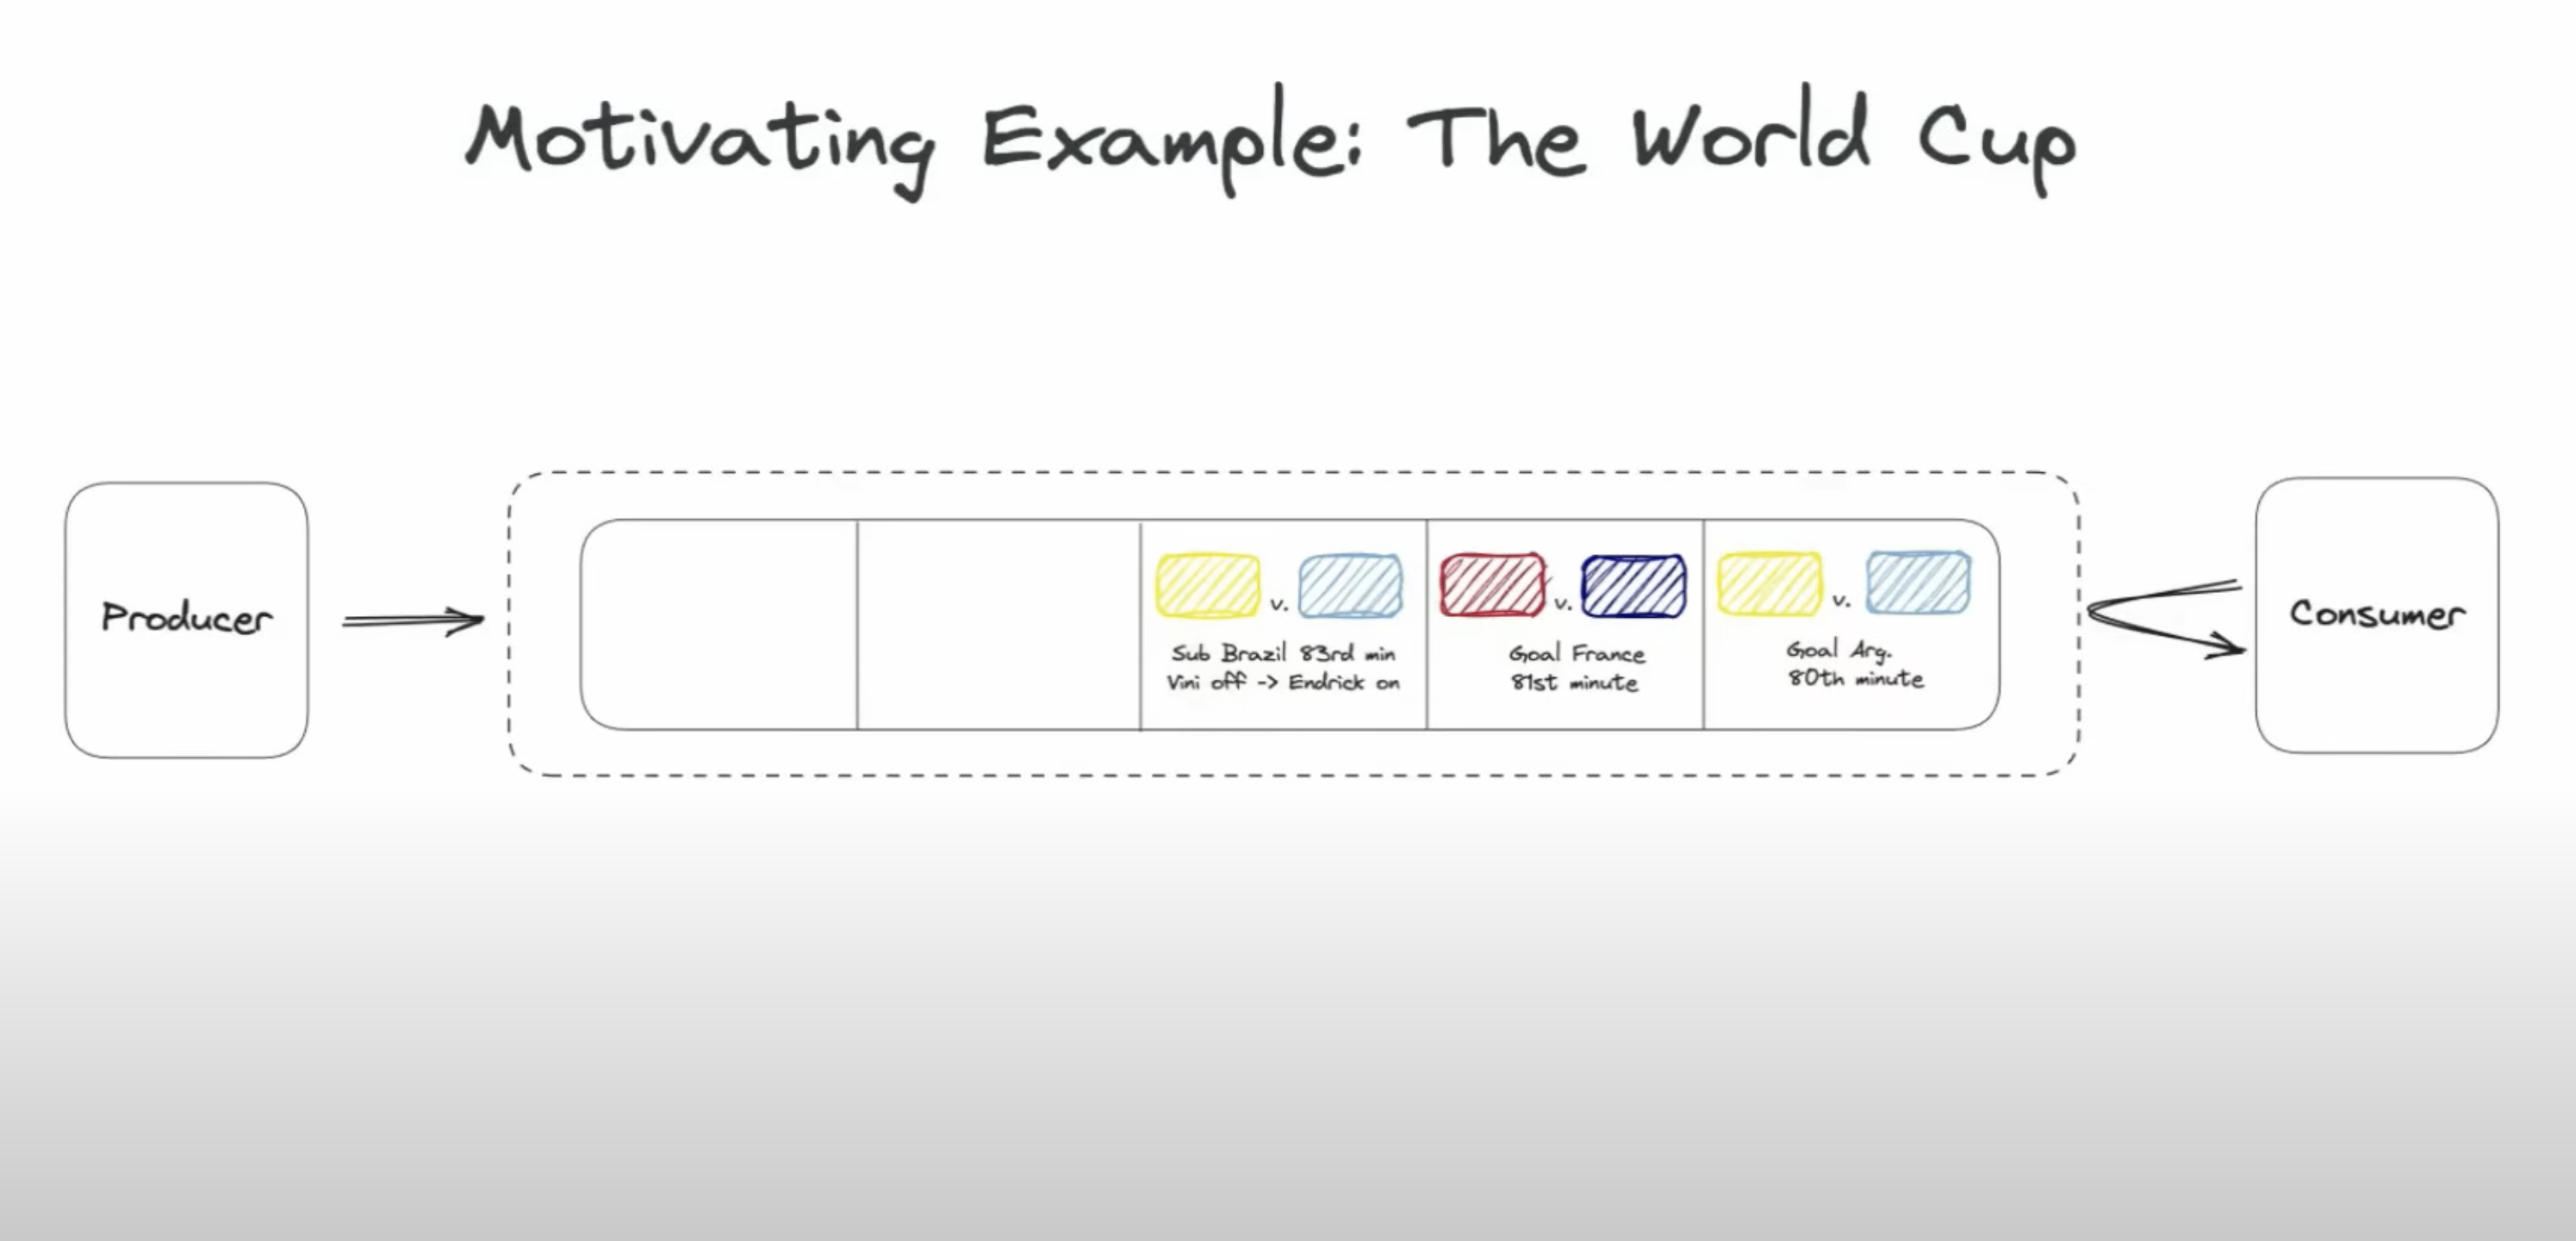 Motivating Example: The World Cup
Producer
v.
Sub Brazil 83rd min
Vini off -> Endrick on
v.
Goal France
81st minute
v.
Goal Arg.
80th minute
Consumer